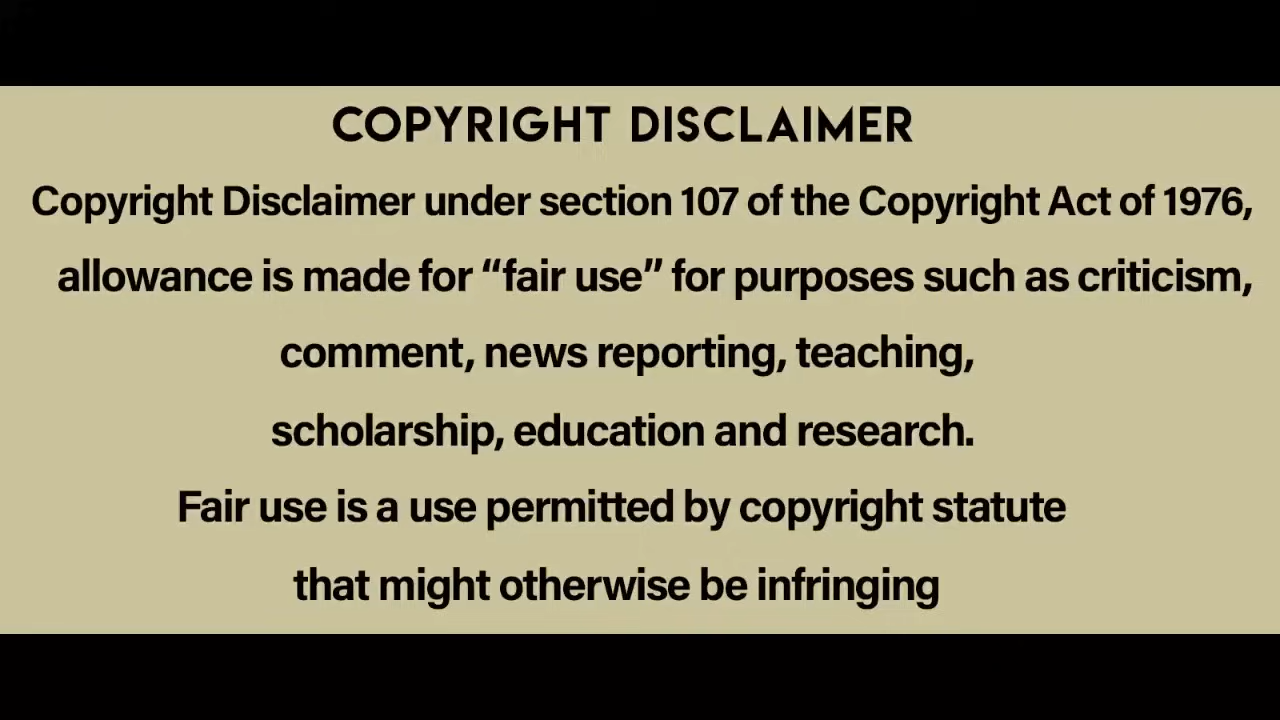 COPYRIGHT DISCLAIMER
Copyright Disclaimer under section 107 of the Copyright Act of 1976,
allowance is made for “fair use” for purposes such as criticism,
comment, news reporting, teaching,
scholarship, education and research.
Fair use is a use permitted by copyright statute
that might otherwise be infringing